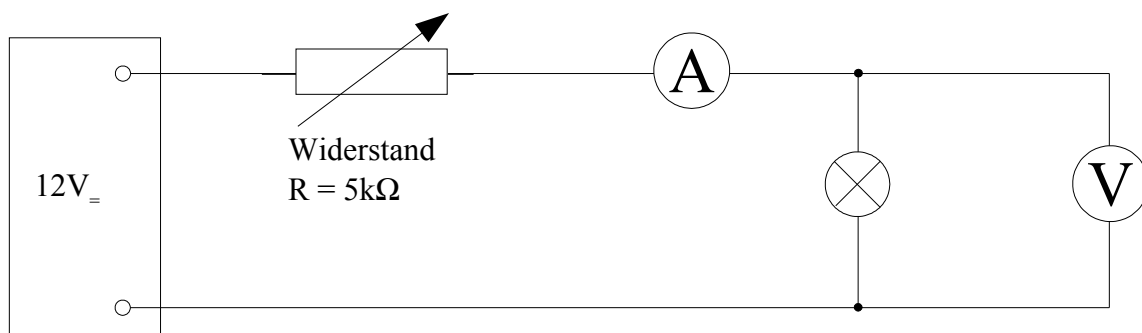 12V=
Widerstand
R = 5kΩ
A
V